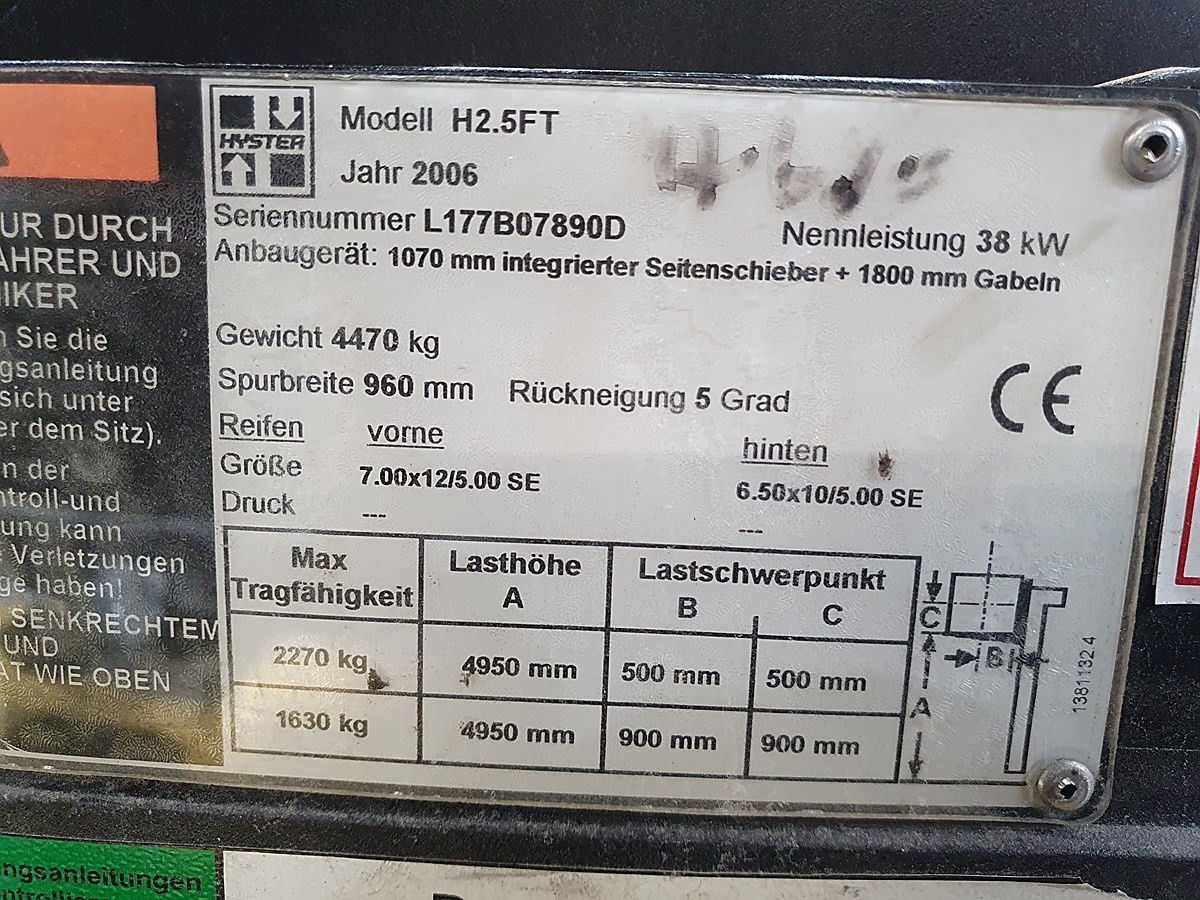 HYSTER
Modell H2.5FT
Jahr 2006
Seriennummer L177B07890D
Nennleistung 38 kW
Anbaugerät: 1070 mm integrierter Seitenschieber + 1800 mm Gabeln
Gewicht 4470 kg
Spurbreite 960 mm Rückneigung 5 Grad
CE
Reifen vorne hinten
Größe 7.00x12/5.00 SE 6.50x10/5.00 SE
Druck --- ---
Max Tragfähigkeit Lasthöhe A Lastschwerpunkt B C
2270 kg 4950 mm 500 mm 500 mm
1630 kg 4950 mm 900 mm 900 mm
C
B
A
1381132.4
UR DURCH
AHRER UND
IKER
Sie die
gsanleitung
sich unter
er dem Sitz).
n der
ntroll-und
ung kann
Verletzungen
ge haben!
SENKRECHTEM
UND
AT WIE OBEN
ngsanleitungen